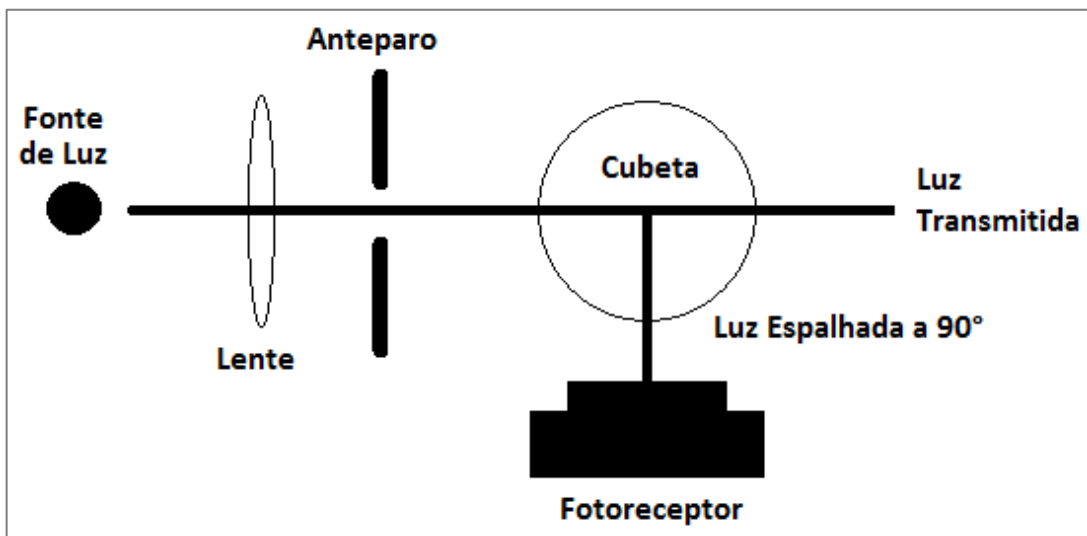 Anteparo
Fonte
de Luz
Cubeta
Luz
Transmitida
Luz Espalhada a 90°
Lente
Fotoreceptor